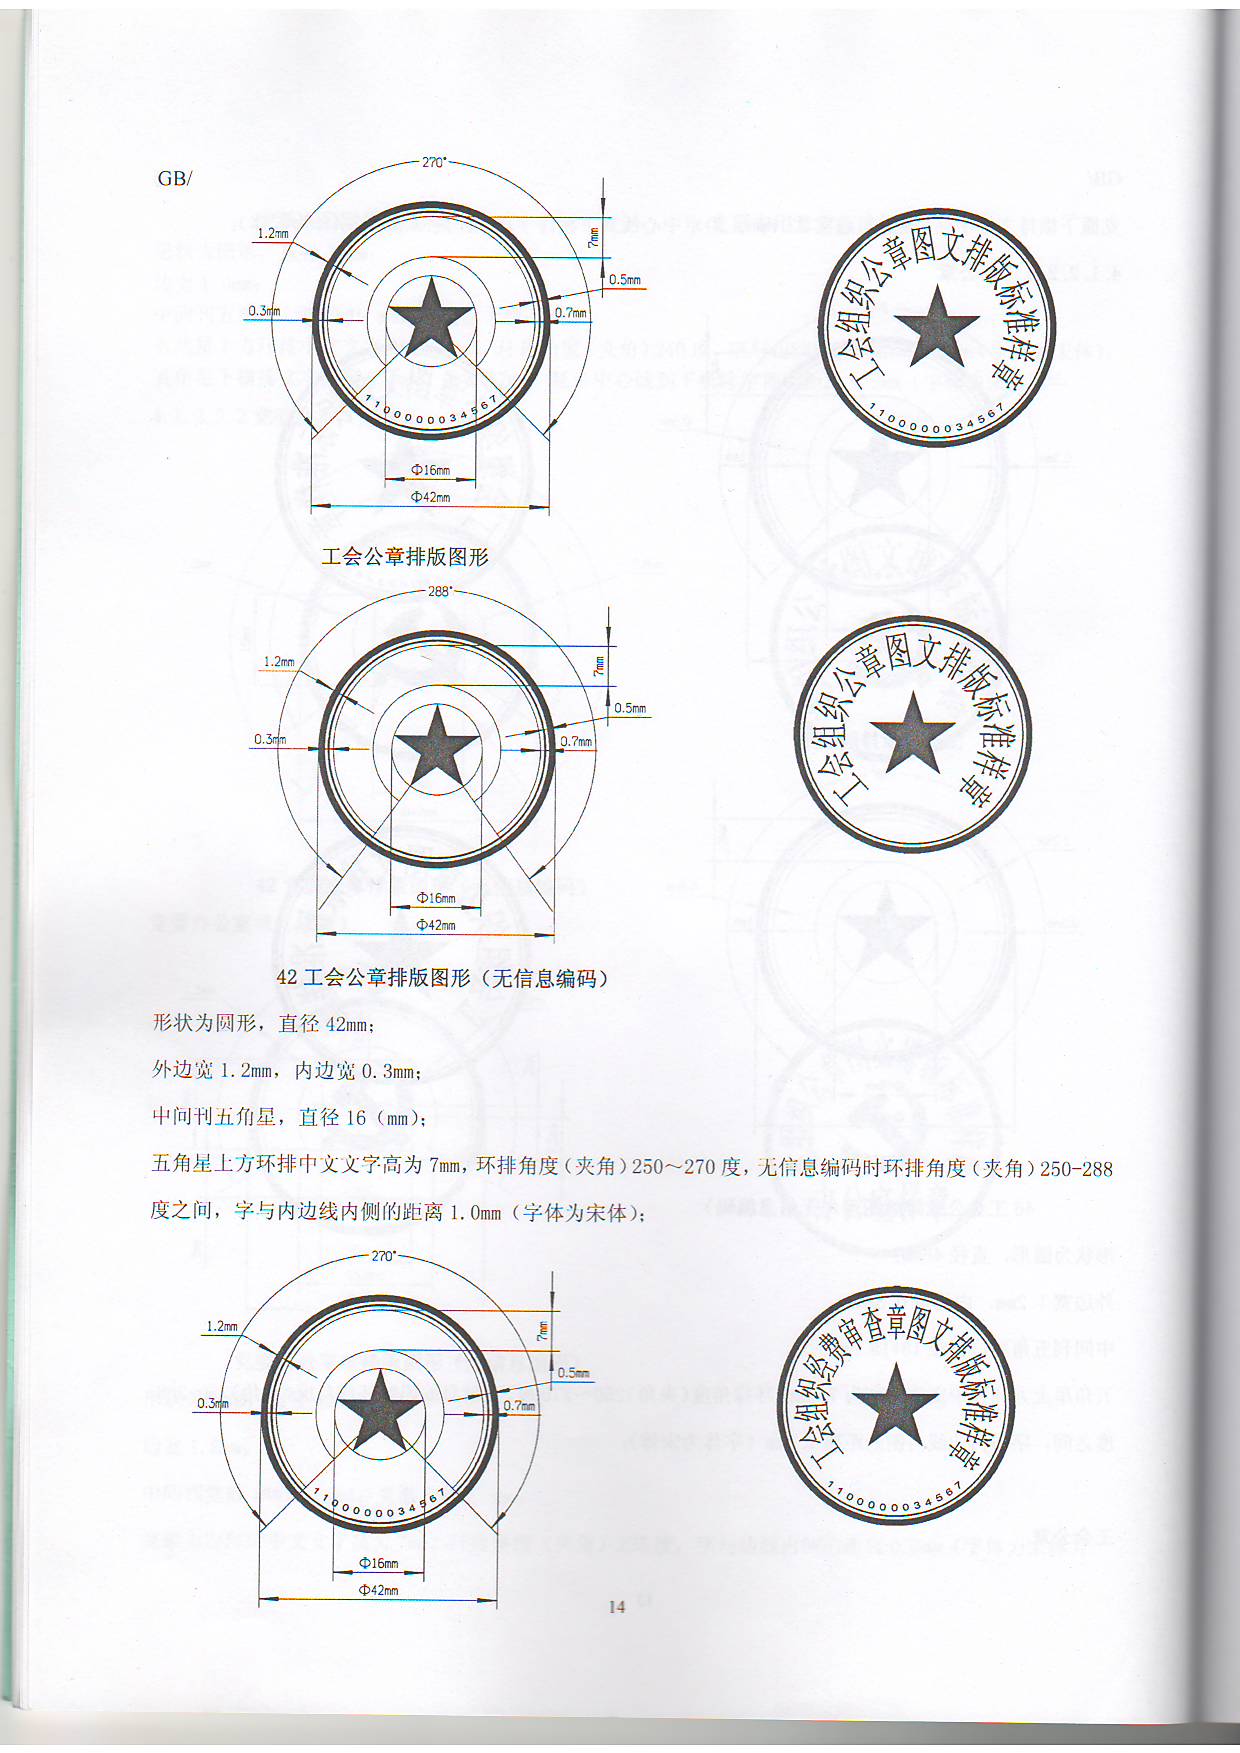 GB/
270°
1.2mm
7mm
0.5mm
0.3mm
0.7mm
1100000034567
Φ16mm
Φ42mm
工会组织公章图文排版标准样章
1100000034567
工会公章排版图形
288°
1.2mm
7mm
0.5mm
0.3mm
0.7mm
Φ16mm
Φ42mm
工会组织公章图文排版标准样章
42 工会公章排版图形（无信息编码）
形状为圆形，直径 42mm；
外边宽 1.2mm，内边宽 0.3mm；
中间刊五角星，直径 16（mm）；
五角星上方环排中文文字高为 7mm，环排角度（夹角）250～270 度，无信息编码时环排角度（夹角）250-288
度之间，字与内边线内侧的距离 1.0mm（字体为宋体）；
270°
1.2mm
7mm
0.5mm
0.3mm
0.7mm
1100000034567
Φ16mm
Φ42mm
工会组织经费审查章图文排版标准样章
1100000034567
14